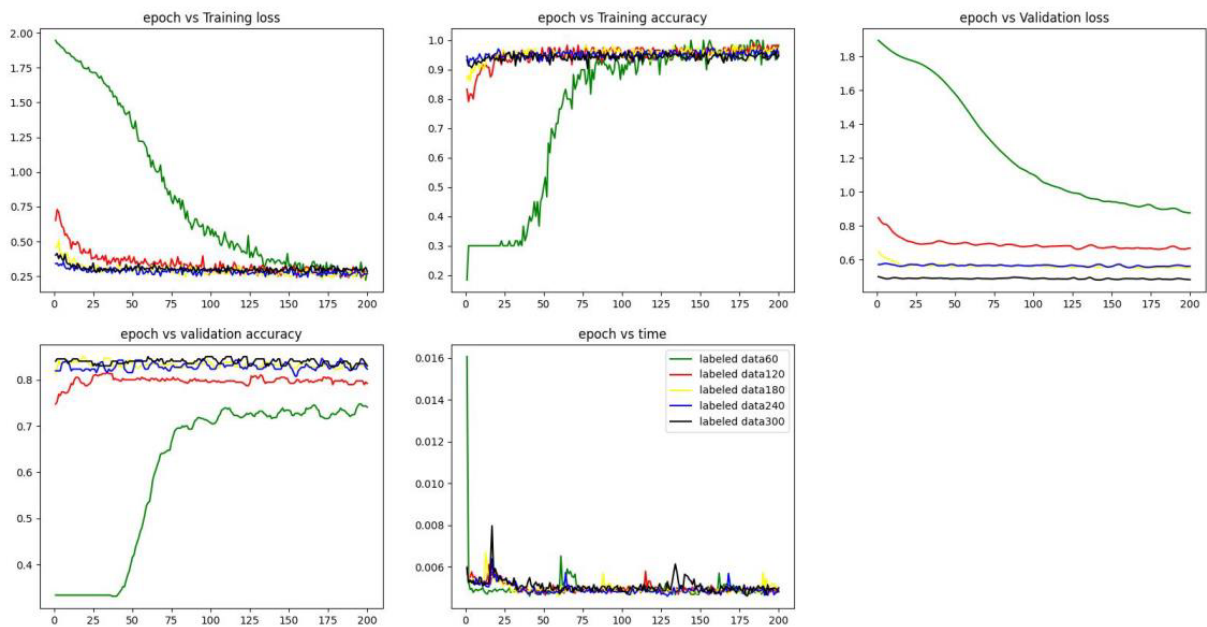 epoch vs Training loss
2.00
1.75
1.50
1.25
1.00
0.75
0.50
0.25
0 25 50 75 100 125 150 175 200
epoch vs Training accuracy
1.0
0.9
0.8
0.7
0.6
0.5
0.4
0.3
0.2
0 25 50 75 100 125 150 175 200
epoch vs Validation loss
1.8
1.6
1.4
1.2
1.0
0.8
0.6
0 25 50 75 100 125 150 175 200
epoch vs validation accuracy
0.8
0.7
0.6
0.5
0.4
0 25 50 75 100 125 150 175 200
epoch vs time
0.016
0.014
0.012
0.010
0.008
0.006
0 25 50 75 100 125 150 175 200
labeled data60
labeled data120
labeled data180
labeled data240
labeled data300